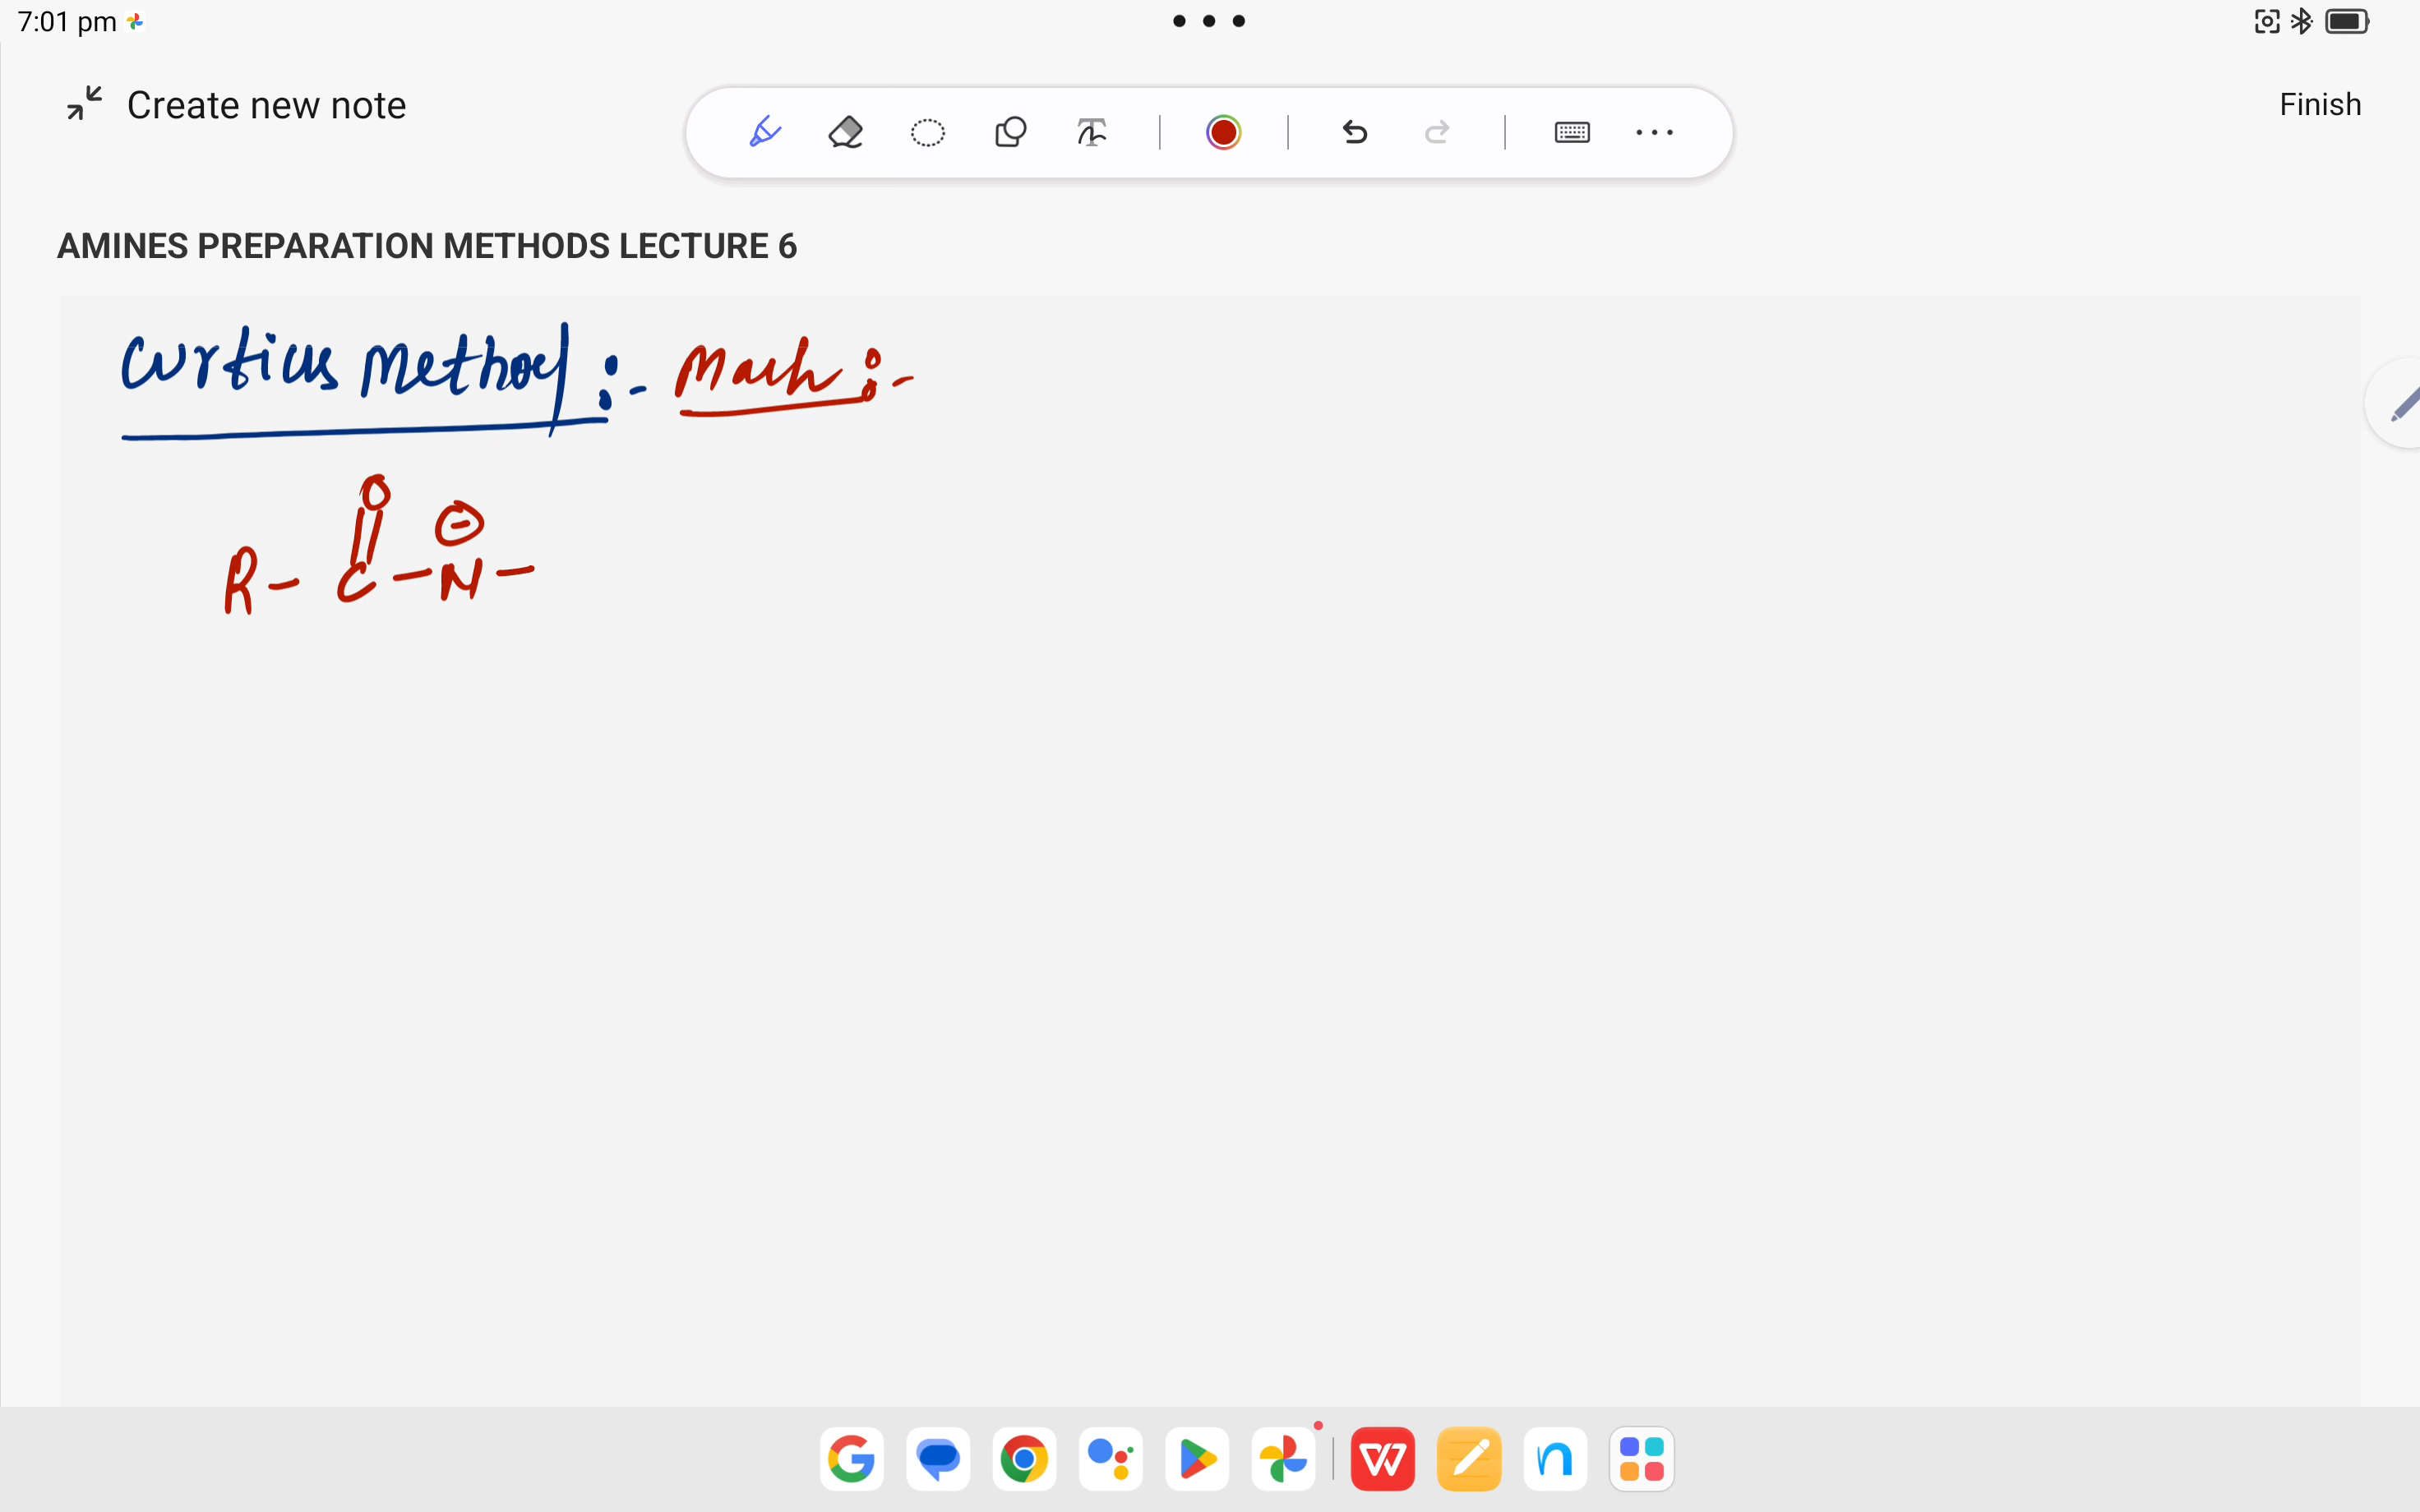 7:01 pm
Create new note
Finish
AMINES PREPARATION METHODS LECTURE 6
Curtius Method :- Mech :-
O
⊖
R- C -N-